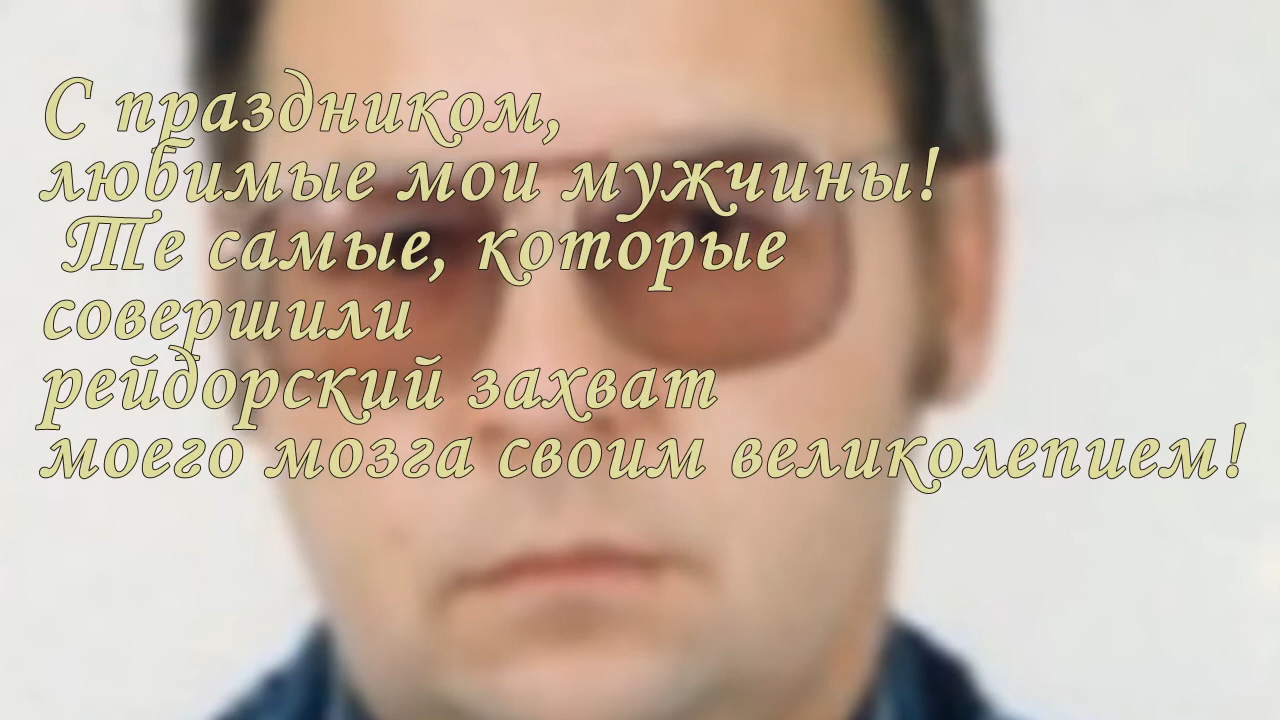 С праздником,
любимые мои мужчины!
Те самые, которые
совершили
рейдорский захват
моего мозга своим великолепием!